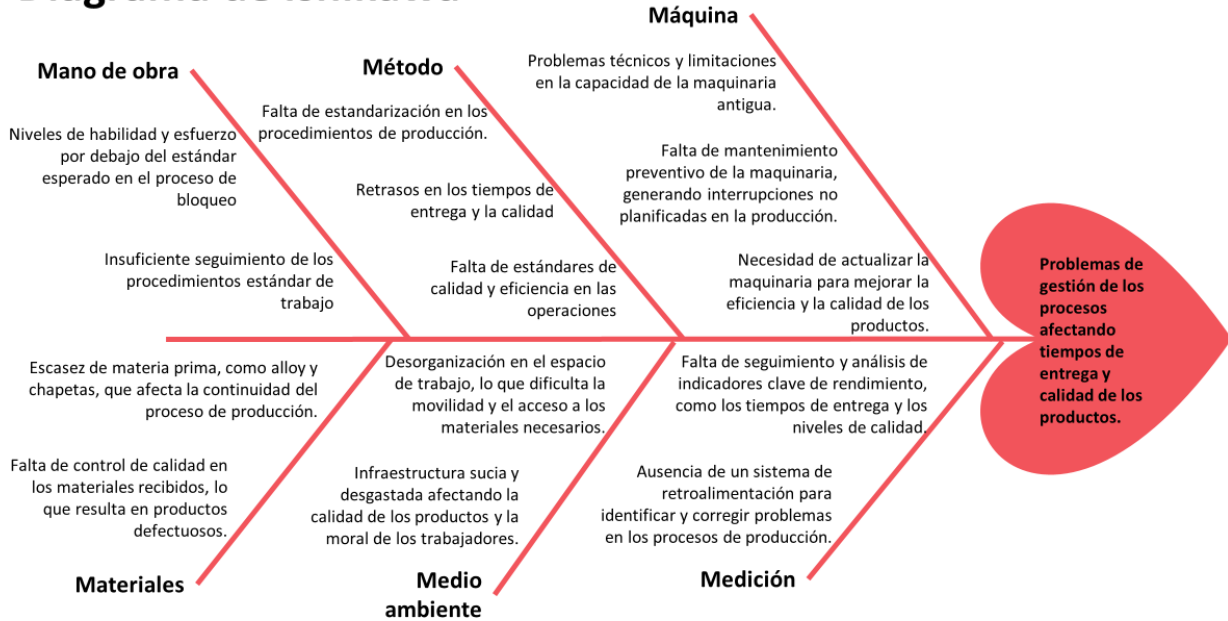 Diagrama de Ishikawa
Mano de obra
Niveles de habilidad y esfuerzo
por debajo del estándar
esperado en el proceso de
bloqueo
Insuficiente seguimiento de los
procedimientos estándar de
trabajo
Método
Falta de estandarización en los
procedimientos de producción.
Retrasos en los tiempos de
entrega y la calidad
Falta de estándares de
calidad y eficiencia en las
operaciones
Máquina
Problemas técnicos y limitaciones
en la capacidad de la maquinaria
antigua.
Falta de mantenimiento
preventivo de la maquinaria,
generando interrupciones no
planificadas en la producción.
Necesidad de actualizar la
maquinaria para mejorar la
eficiencia y la calidad de los
productos.
Problemas de
gestión de los
procesos
afectando
tiempos de
entrega y
calidad de los
productos.
Escasez de materia prima, como alloy y
chapetas, que afecta la continuidad del
proceso de producción.
Falta de control de calidad en
los materiales recibidos, lo
que resulta en productos
defectuosos.
Materiales
Desorganización en el espacio
de trabajo, lo que dificulta la
movilidad y el acceso a los
materiales necesarios.
Infraestructura sucia y
desgastada afectando la
calidad de los productos y la
moral de los trabajadores.
Medio
ambiente
Falta de seguimiento y análisis de
indicadores clave de rendimiento,
como los tiempos de entrega y los
niveles de calidad.
Ausencia de un sistema de
retroalimentación para
identificar y corregir problemas
en los procesos de producción.
Medición